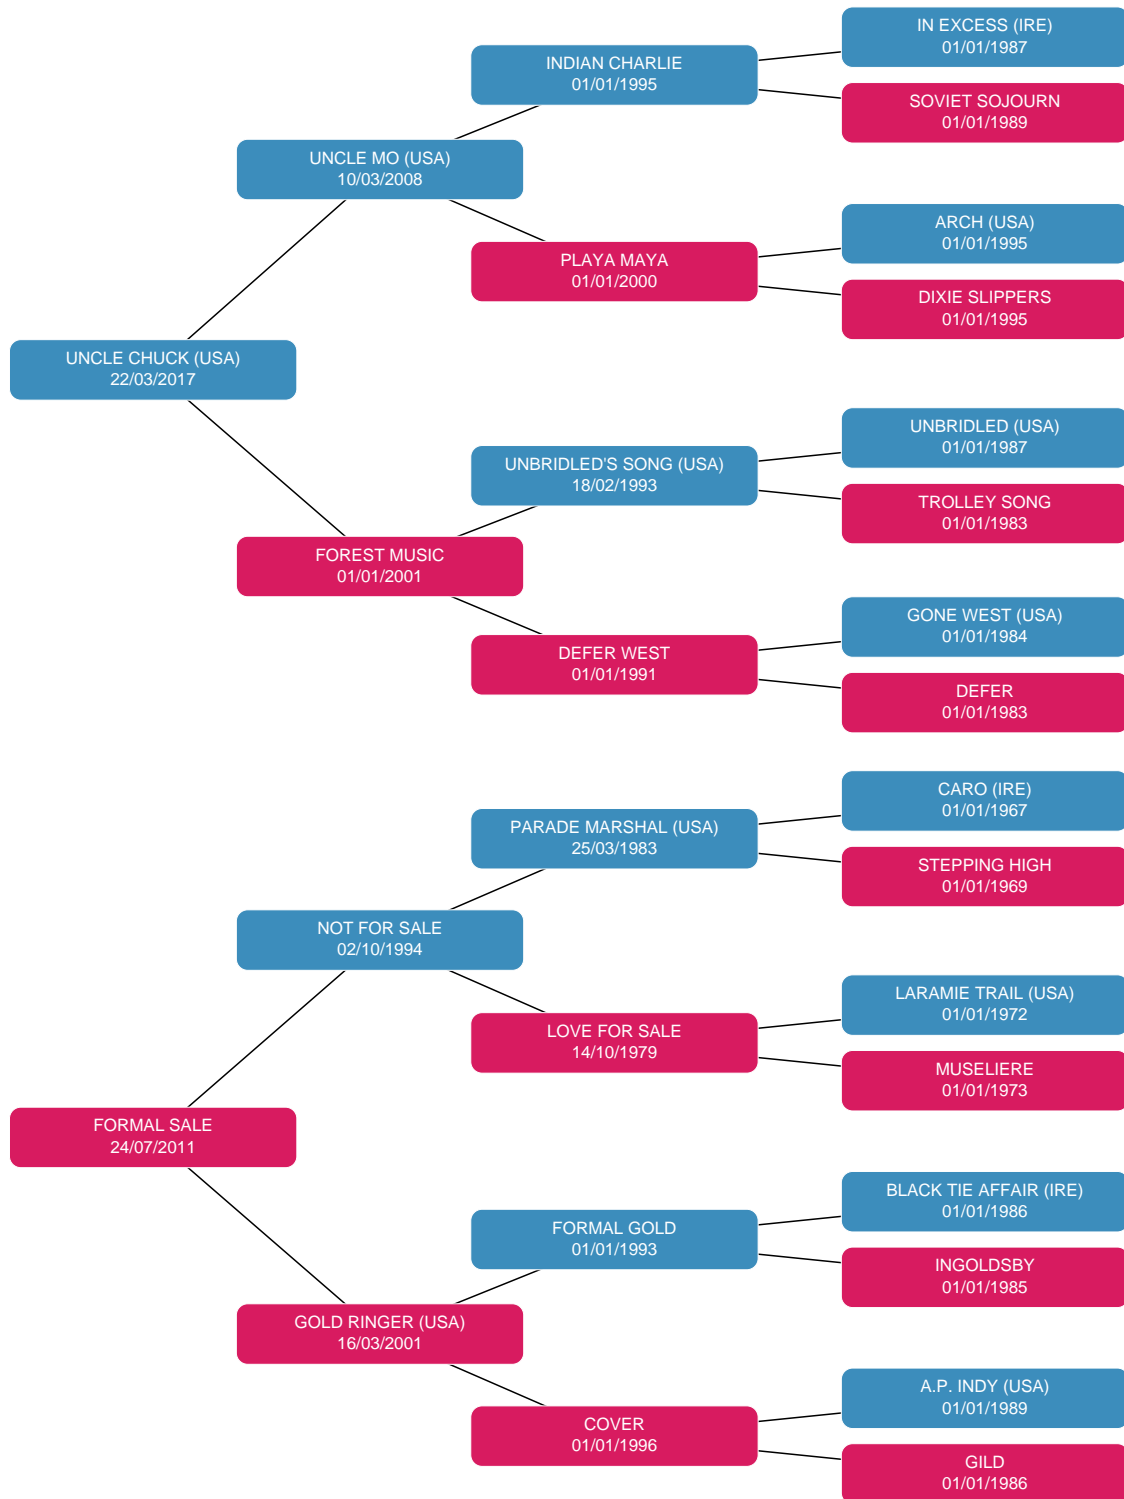 IN EXCESS (IRE)
01/01/1987
INDIAN CHARLIE
01/01/1995
SOVIET SOJOURN
01/01/1989
UNCLE MO (USA)
10/03/2008
ARCH (USA)
01/01/1995
PLAYA MAYA
01/01/2000
DIXIE SLIPPERS
01/01/1995
UNCLE CHUCK (USA)
22/03/2017
UNBRIDLED (USA)
01/01/1987
UNBRIDLED'S SONG (USA)
18/02/1993
TROLLEY SONG
01/01/1983
FOREST MUSIC
01/01/2001
GONE WEST (USA)
01/01/1984
DEFER WEST
01/01/1991
DEFER
01/01/1983
CARO (IRE)
01/01/1967
PARADE MARSHAL (USA)
25/03/1983
STEPPING HIGH
01/01/1969
NOT FOR SALE
02/10/1994
LARAMIE TRAIL (USA)
01/01/1972
LOVE FOR SALE
14/10/1979
MUSELIERE
01/01/1973
FORMAL SALE
24/07/2011
BLACK TIE AFFAIR (IRE)
01/01/1986
FORMAL GOLD
01/01/1993
INGOLDSBY
01/01/1985
GOLD RINGER (USA)
16/03/2001
A.P. INDY (USA)
01/01/1989
COVER
01/01/1996
GILD
01/01/1986